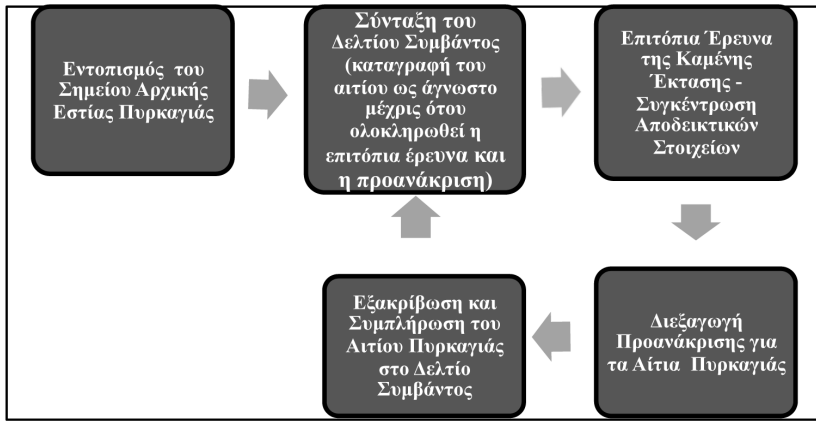 Εντοπισμός του
Σημείου Αρχικής
Εστίας Πυρκαγιάς
Σύνταξη του
Δελτίου Συμβάντος
(καταγραφή του
αιτίου ως άγνωστο
μέχρις ότου
ολοκληρωθεί η
επιτόπια έρευνα και
η προανάκριση)
Επιτόπια Έρευνα
της Καμένης
Έκτασης -
Συγκέντρωση
Αποδεικτικών
Στοιχείων
Διεξαγωγή
Προανάκρισης για
τα Αίτια Πυρκαγιάς
Εξακρίβωση και
Συμπλήρωση του
Αιτίου Πυρκαγιάς
στο Δελτίο
Συμβάντος